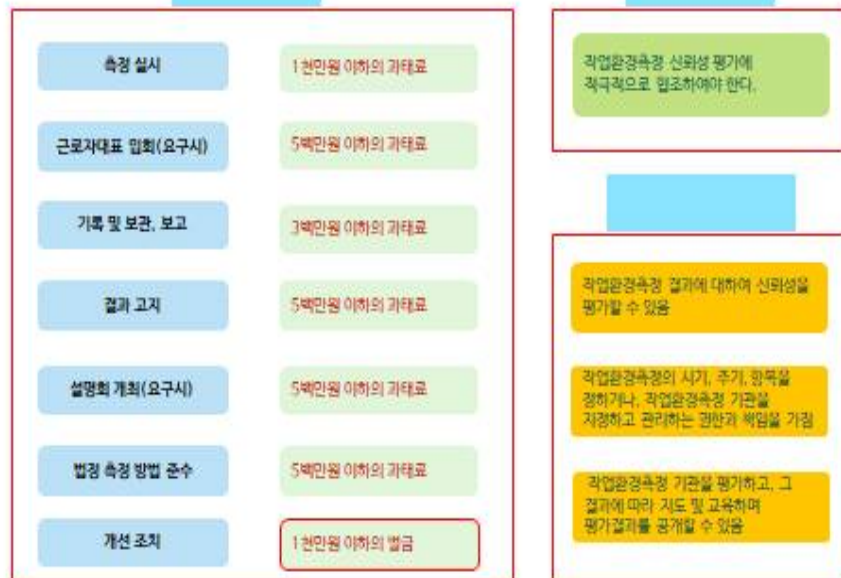 측정 실시
1천만원 이하의 과태료
근로자대표 입회(요구시)
5백만원 이하의 과태료
기록 및 보관, 보고
3백만원 이하의 과태료
결과 고지
5백만원 이하의 과태료
설명회 개최(요구시)
5백만원 이하의 과태료
법정 측정 방법 준수
5백만원 이하의 과태료
개선 조치
1천만원 이하의 벌금
작업환경측정 신뢰성 평가에
적극적으로 협조하여야 한다.
작업환경측정 결과에 대하여 신뢰성을
평가할 수 있음
작업환경측정의 시기, 주기, 항목을
정하거나, 작업환경측정 기관을
지정하고 관리하는 권한과 책임을 가짐
작업환경측정 기관을 평가하고, 그
결과에 따라 지도 및 교육하며
평가결과를 공개할 수 있음